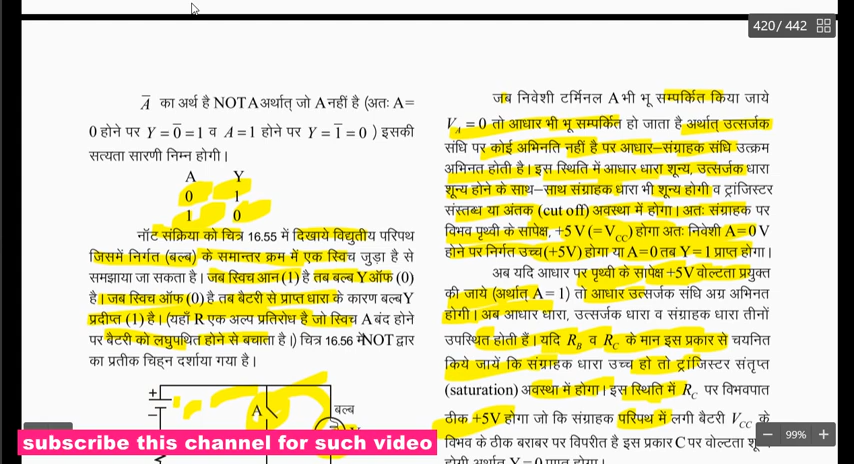 420 / 442
A̅ का अर्थ है NOT A अर्थात् जो A नहीं है (अतः A=
0 होने पर Y = 0̅ = 1 व A = 1 होने पर Y = 1̅ = 0 ) इसकी
सत्यता सारणी निम्न होगी।
A Y
0 1
1 0
नॉट संक्रिया को चित्र 16.55 में दिखाये विद्युतीय परिपथ
जिसमें निर्गत (बल्ब) के समान्तर क्रम में एक स्विच जुड़ा है से
समझाया जा सकता है। जब स्विच आन (1) है तब बल्ब Y ऑफ (0)
है। जब स्विच ऑफ (0) है तब बैटरी से प्राप्त धारा के कारण बल्ब Y
प्रदीप्त (1) है। (यहाँ R एक अल्प प्रतिरोध है जो स्विच A बंद होने
पर बैटरी को लघुपथित होने से बचाता है।) चित्र 16.56 में NOT द्वार
का प्रतीक चिह्न दर्शाया गया है।
+
−
A
बल्ब
जब निवेशी टर्मिनल A भी भू सम्पर्कित किया जाये
V_A = 0 तो आधार भी भू सम्पर्कित हो जाता है अर्थात् उत्सर्जक
संधि पर कोई अभिनति नहीं है पर आधार–संग्राहक संधि उत्क्रम
अभिनत होती है। इस स्थिति में आधार धारा शून्य, उत्सर्जक धारा
शून्य होने के साथ–साथ संग्राहक धारा भी शून्य होगी व ट्रांजिस्टर
संस्तब्ध या अंतक (cut off) अवस्था में होगा। अतः संग्राहक पर
विभव पृथ्वी के सापेक्ष, +5 V (= V_CC) होगा अतः निवेशी A = 0 V
होने पर निर्गत उच्च (+5V) होगा या A = 0 तब Y = 1 प्राप्त होगा।
अब यदि आधार पर पृथ्वी के सापेक्ष +5V वोल्टता प्रयुक्त
की जाये (अर्थात् A = 1) तो आधार उत्सर्जक संधि अग्र अभिनत
होगी। अब आधार धारा, उत्सर्जक धारा व संग्राहक धारा तीनों
उपस्थित होती हैं। यदि R_B व R_C के मान इस प्रकार से चयनित
किये जायें कि संग्राहक धारा उच्च हो तो ट्रांजिस्टर संतृप्त
(saturation) अवस्था में होगा। इस स्थिति में R_C पर विभवपात
ठीक +5V होगा जो कि संग्राहक परिपथ में लगी बैटरी V_CC के
विभव के ठीक बराबर पर विपरीत है इस प्रकार C पर वोल्टता
99%
subscribe this channel for such video